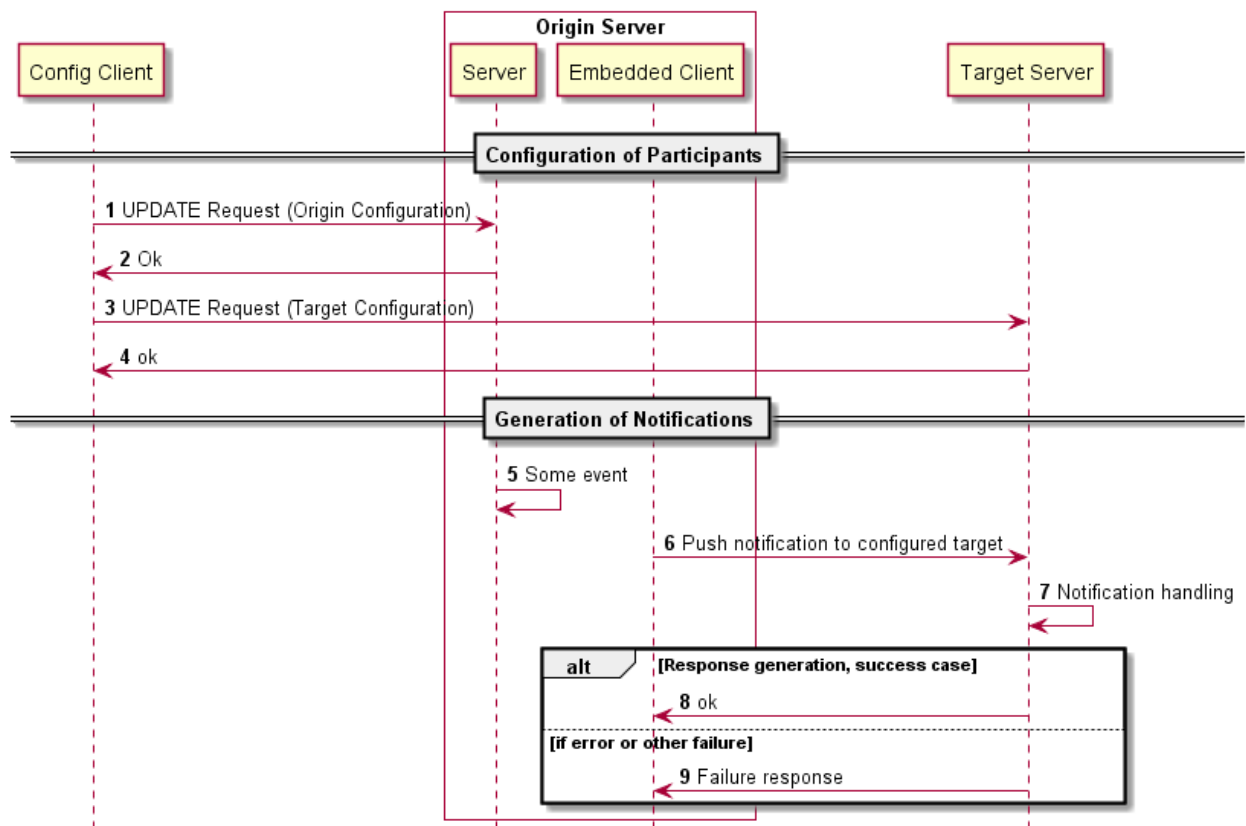 Origin Server
Config Client
Server
Embedded Client
Target Server
Configuration of Participants
1 UPDATE Request (Origin Configuration)
2 Ok
3 UPDATE Request (Target Configuration)
4 ok
Generation of Notifications
5 Some event
6 Push notification to configured target
7 Notification handling
alt [Response generation, success case]
8 ok
[if error or other failure]
9 Failure response